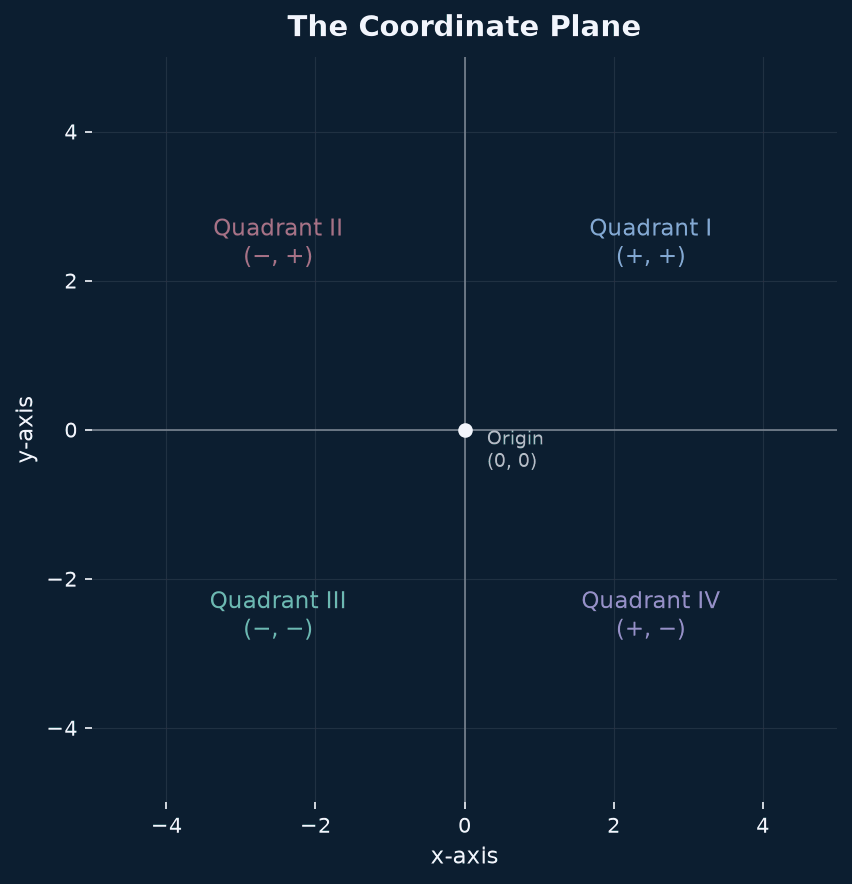 The Coordinate Plane
4
Quadrant II
(−, +)
Quadrant I
(+, +)
2
y-axis
0
Origin
(0, 0)
−2
Quadrant III
(−, −)
Quadrant IV
(+, −)
−4
−4
−2
0
2
4
x-axis